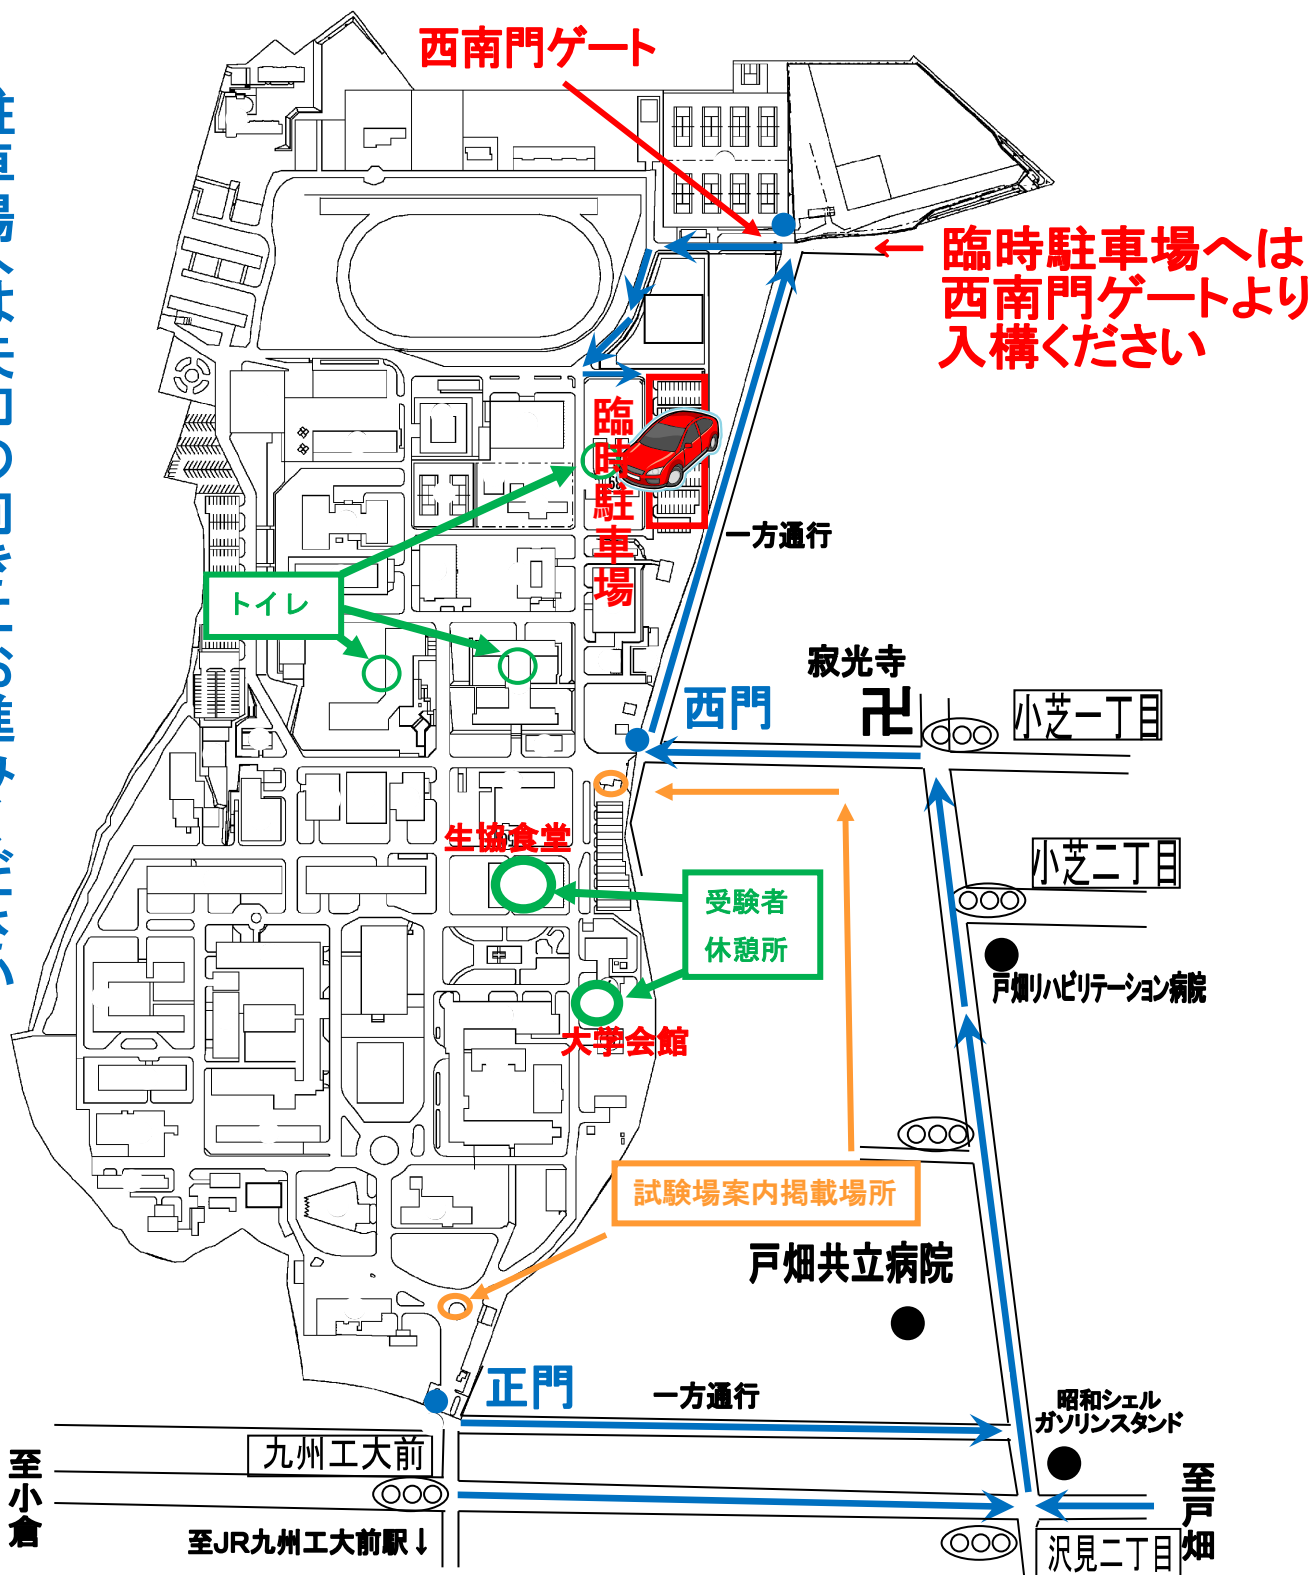 西南門ゲート
臨時駐車場へは
西南門ゲートより
入構ください
臨時駐車場
一方通行
トイレ
寂光寺
卍
西門
小芝一丁目
生協食堂
小芝二丁目
受験者
休憩所
戸畑リハビリテーション病院
大学会館
試験場案内掲載場所
戸畑共立病院
正門
一方通行
昭和シェル
ガソリンスタンド
九州工大前
至小倉
至戸畑
至JR九州工大前駅↓
沢見二丁目